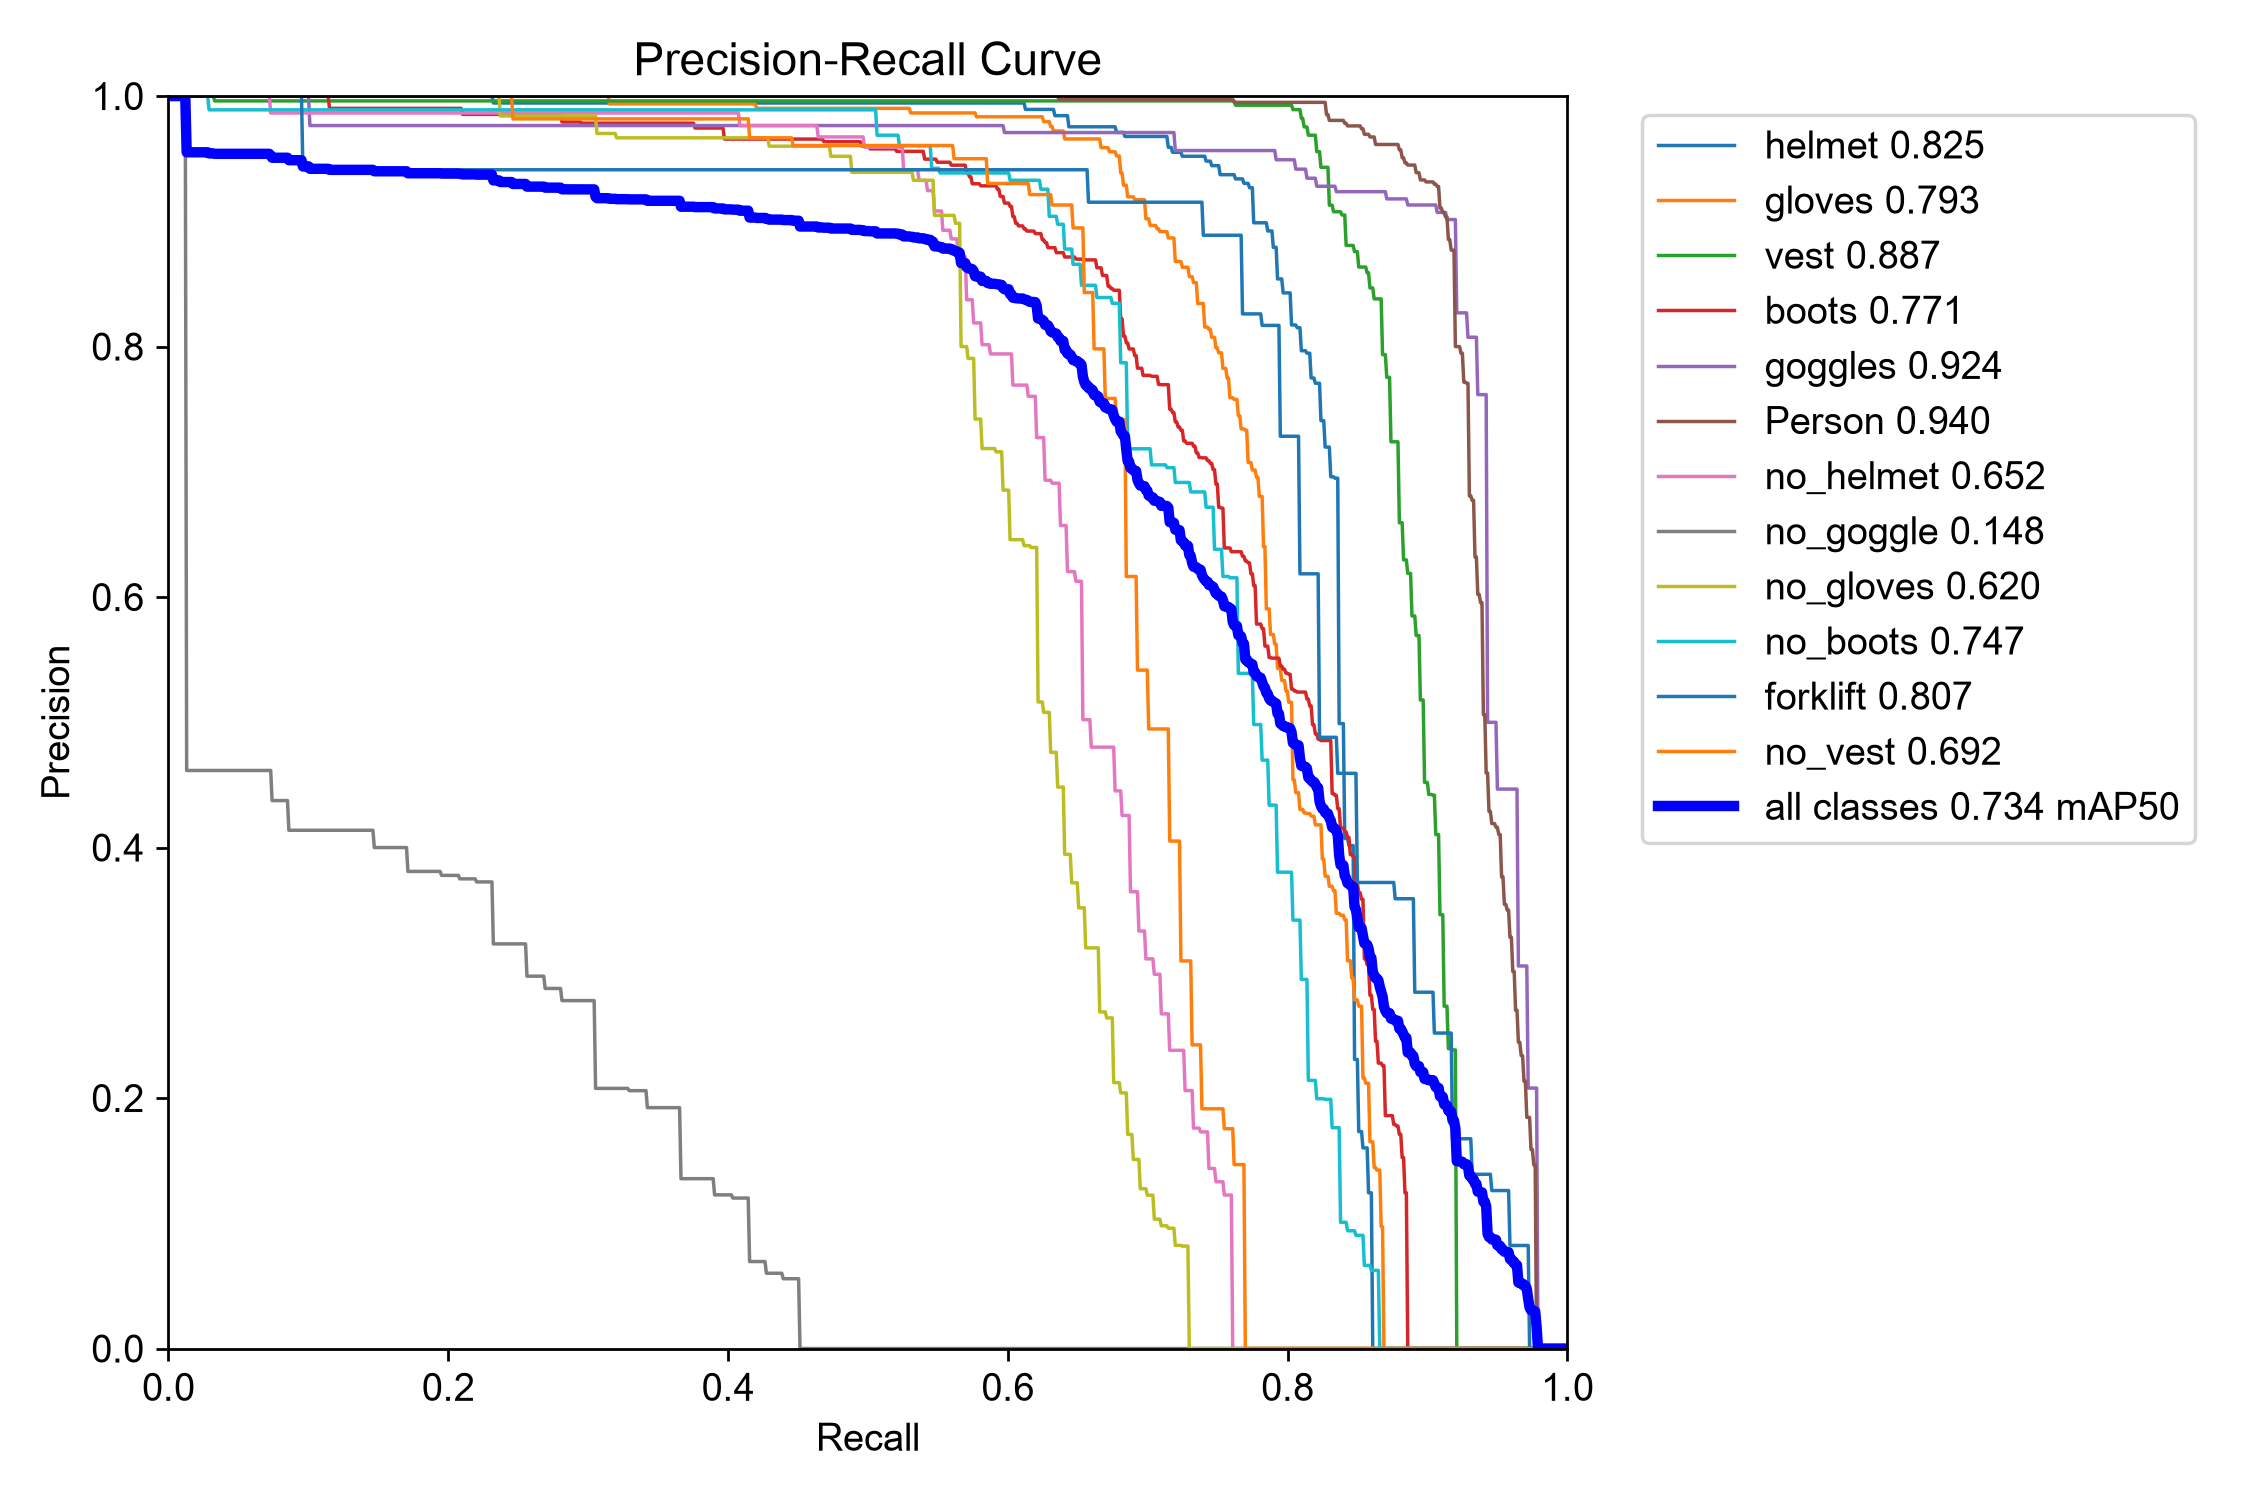 Precision-Recall Curve
1.0
0.8
0.6
0.4
0.2
0.0
Precision
0.0 0.2 0.4 0.6 0.8 1.0
Recall
helmet 0.825
gloves 0.793
vest 0.887
boots 0.771
goggles 0.924
Person 0.940
no_helmet 0.652
no_goggle 0.148
no_gloves 0.620
no_boots 0.747
forklift 0.807
no_vest 0.692
all classes 0.734 mAP50